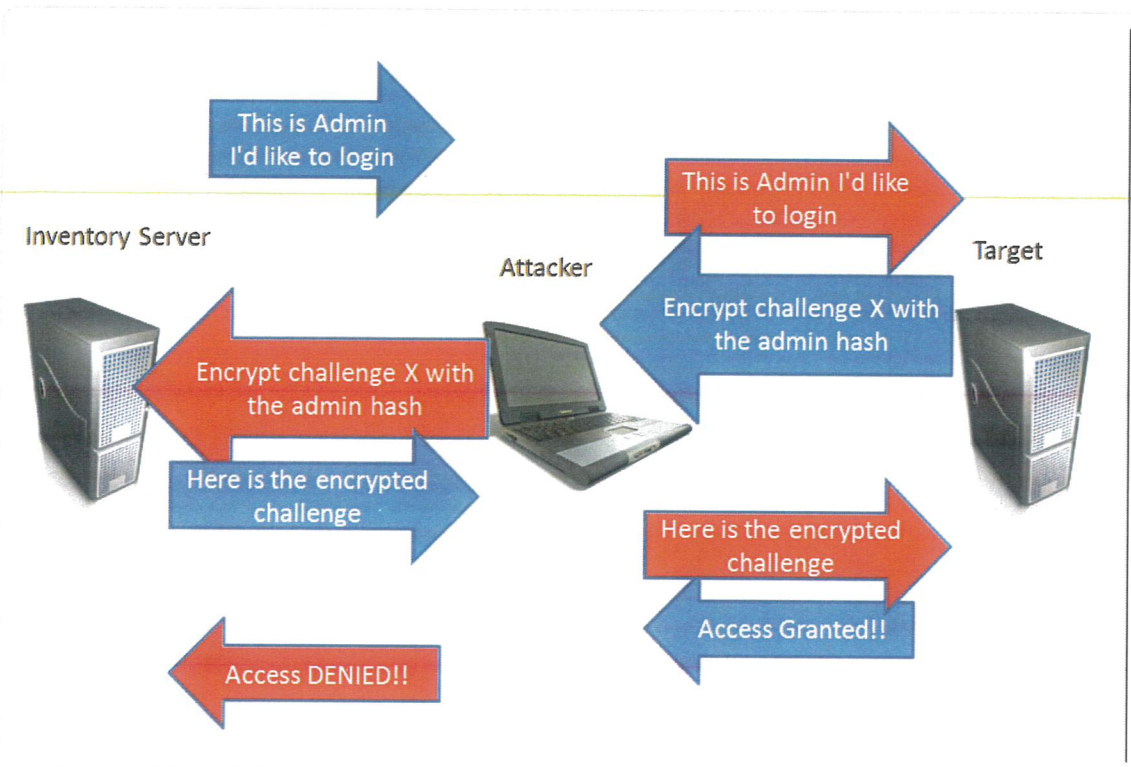 This is Admin
I'd like to login
This is Admin I'd like
to login
Inventory Server
Attacker
Target
Encrypt challenge X with
the admin hash
Encrypt challenge X with
the admin hash
Here is the encrypted
challenge
Here is the encrypted
challenge
Access Granted!!
Access DENIED!!